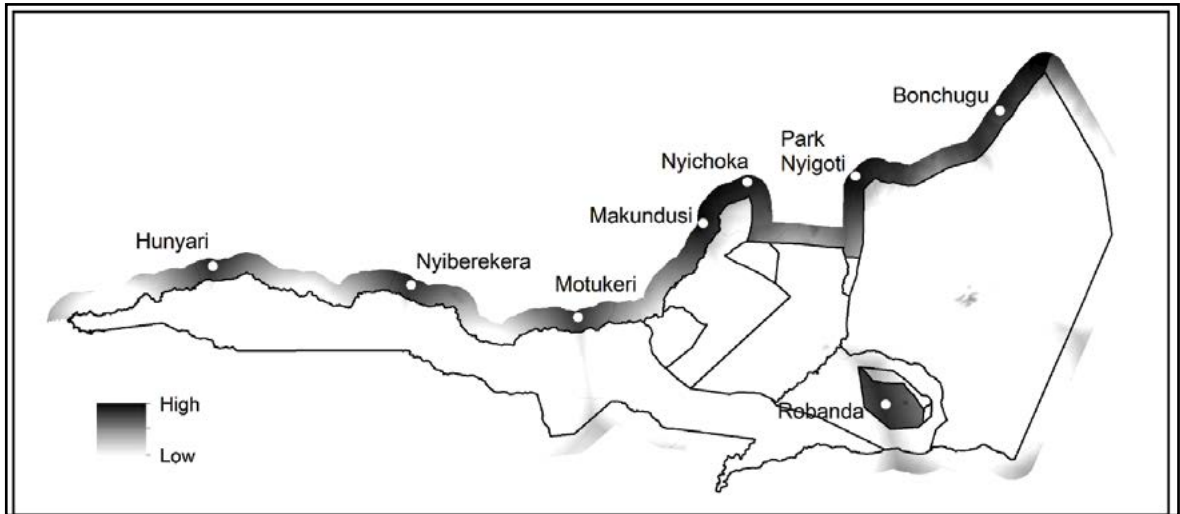 Bonchugu
Park
Nyigoti
Nyichoka
Makundusi
Hunyari
Nyiberekera
Motukeri
High
Low
Robanda